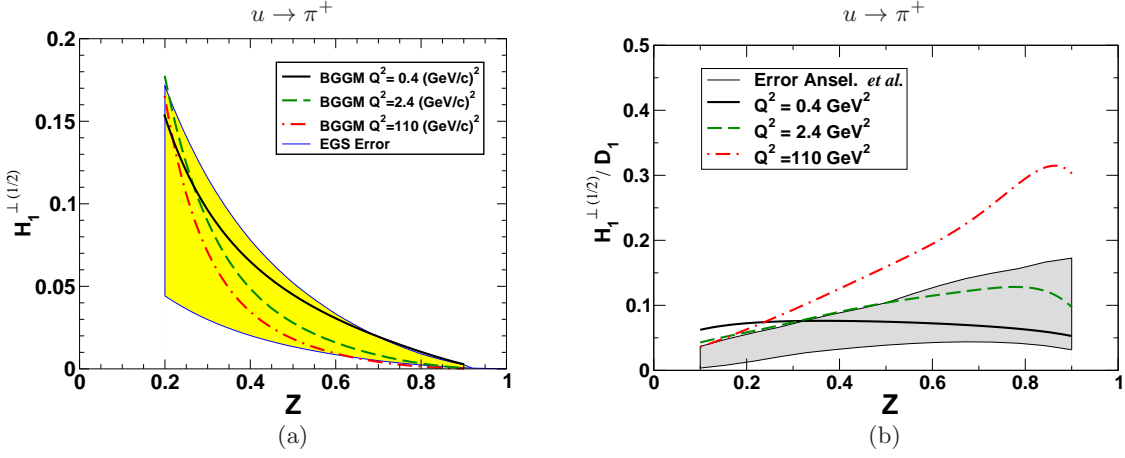 u → π⁺
0.2
0.15
0.1
0.05
0
H₁^⊥ (1/2)
BGGM Q²= 0.4 (GeV/c)²
BGGM Q²=2.4 (GeV/c)²
BGGM Q²=110 (GeV/c)²
EGS Error
0 0.2 0.4 0.6 0.8 1
Z
(a)
u → π⁺
0.5
0.4
0.3
0.2
0.1
0
H₁^⊥ (1/2) / D₁
Error Ansel. et al.
Q² = 0.4 GeV²
Q² = 2.4 GeV²
Q² =110 GeV²
0 0.2 0.4 0.6 0.8 1
Z
(b)